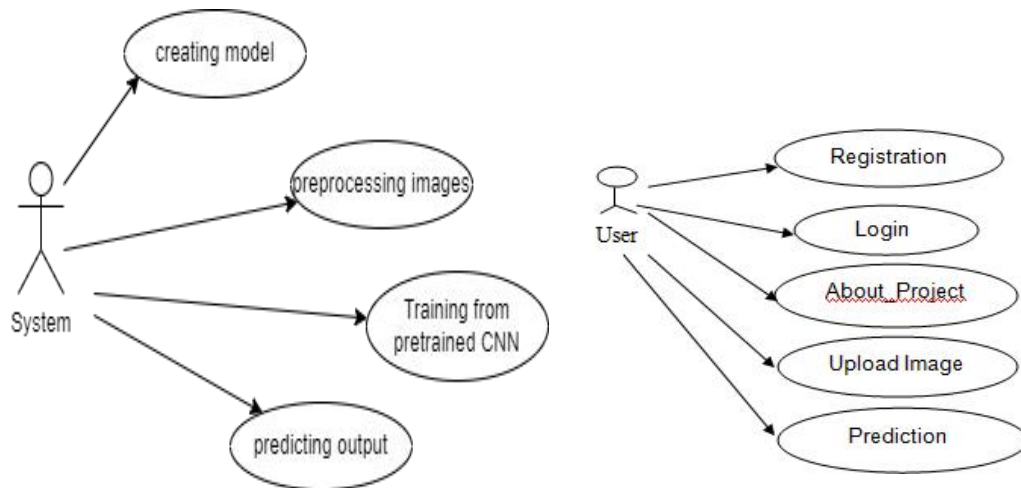 creating model
preprocessing images
System
Training from
pretrained CNN
predicting output
Registration
Login
User
About_Project
Upload Image
Prediction